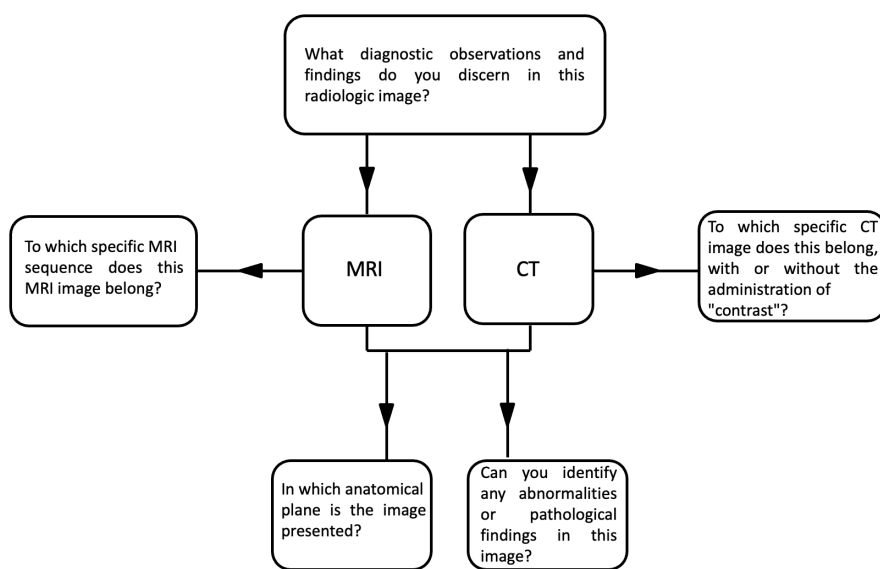 What diagnostic observations and
findings do you discern in this
radiologic image?
To which specific MRI
sequence does this
MRI image belong?
MRI
CT
To which specific CT
image does this belong,
with or without the
administration of
"contrast"?
In which anatomical
plane is the image
presented?
Can you identify
any abnormalities
or pathological
findings in this
image?